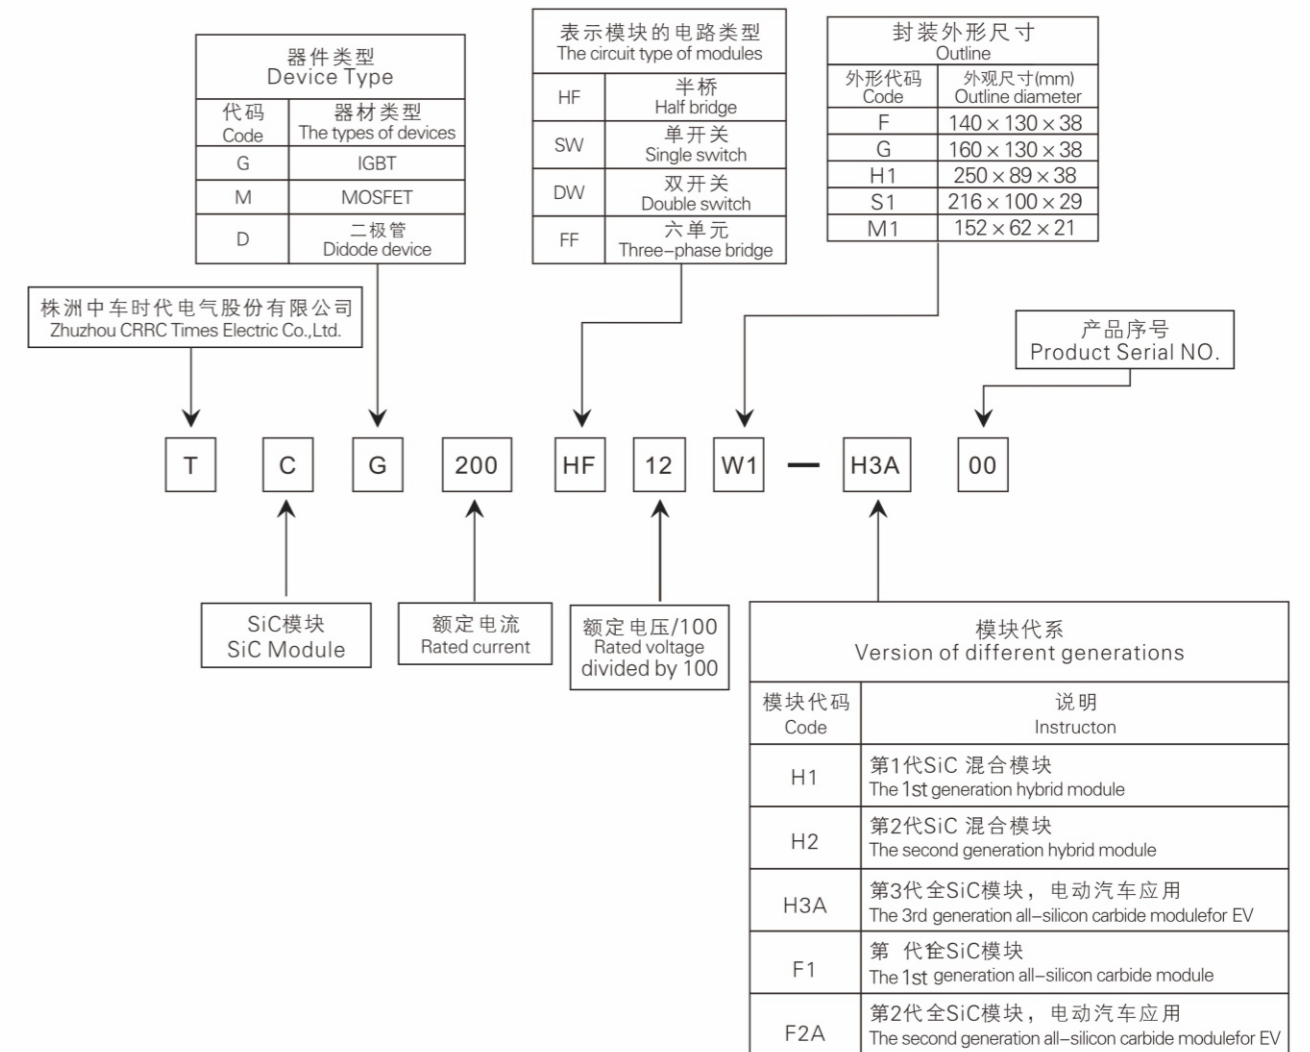 器件类型
Device Type
代码
Code
器材类型
The types of devices
G
IGBT
M
MOSFET
D
二极管
Didode device
表示模块的电路类型
The circuit type of modules
HF
半桥
Half bridge
SW
单开关
Single switch
DW
双开关
Double switch
FF
六单元
Three–phase bridge
封装外形尺寸
Outline
外形代码
Code
外观尺寸(mm)
Outline diameter
F
140×130×38
G
160×130×38
H1
250×89×38
S1
216×100×29
M1
152×62×21
株洲中车时代电气股份有限公司
Zhuzhou CRRC Times Electric Co.,Ltd.
产品序号
Product Serial NO.
T
C
G
200
HF
12
W1
—
H3A
00
SiC模块
SiC Module
额定电流
Rated current
额定电压/100
Rated voltage
divided by 100
模块代系
Version of different generations
模块代码
Code
说明
Instructon
H1
第1代SiC 混合模块
The 1st generation hybrid module
H2
第2代SiC 混合模块
The second generation hybrid module
H3A
第3代全SiC模块，电动汽车应用
The 3rd generation all–silicon carbide modulefor EV
F1
第 代全SiC模块
The 1st generation all–silicon carbide module
F2A
第2代全SiC模块，电动汽车应用
The second generation all–silicon carbide modulefor EV